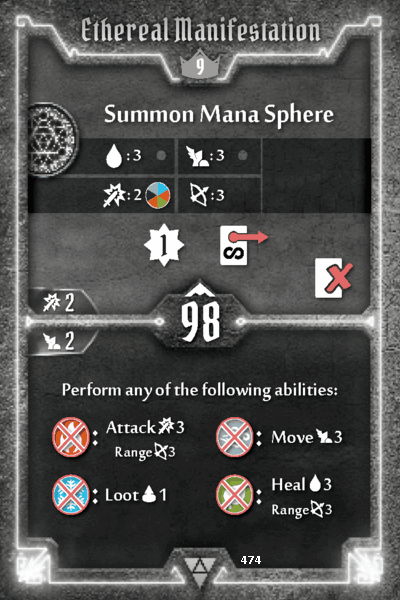 Ethereal Manifestation
9
Summon Mana Sphere
:3 :3
:2 :3
1
2
98
2
Perform any of the following abilities:
: Attack 3
Range 3
: Move 3
: Loot 1
: Heal 3
Range 3
474